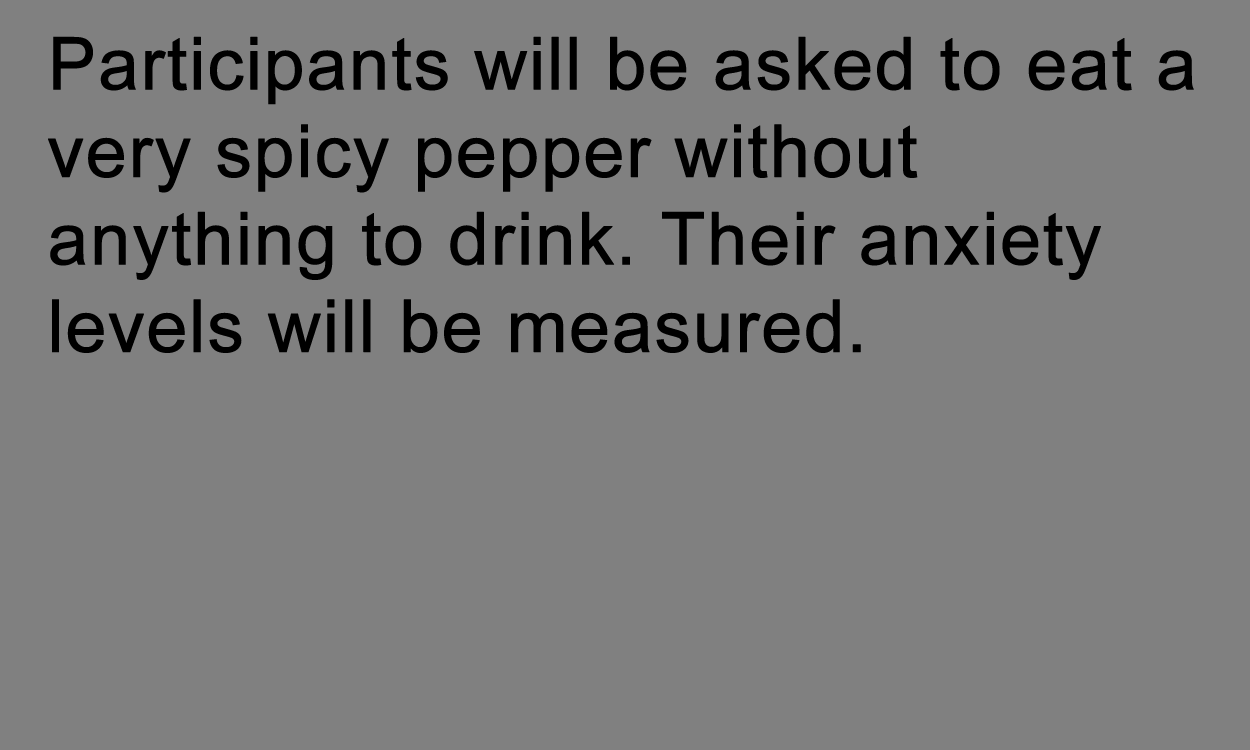 Participants will be asked to eat a
very spicy pepper without
anything to drink. Their anxiety
levels will be measured.